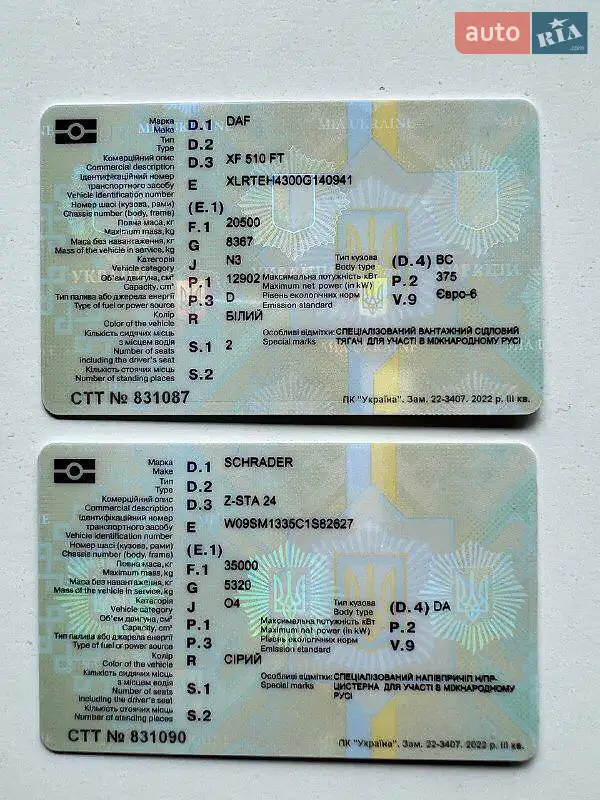 auto RIA .com
MIA UKRAINE
Марка D.1 DAF
Make
Тип D.2
Type
Комерційний опис D.3 XF 510 FT
Commercial description
Ідентифікаційний номер
транспортного засобу E XLRTEH4300G140941
Vehicle identification number
Номер шасі (кузова, рами) (E.1)
Chassis number (body, frame)
Повна маса, кг F.1 20500
Maximum mass, kg
Маса без навантаження, кг G 8367
Mass of the vehicle in service, kg
Категорія J N3 Тип кузова (D.4) BC
Vehicle category Body type
Об'єм двигуна, см³ P.1 12902 Максимальна потужність кВт P.2 375
Capacity, cm³ Maximum net power (in kW)
Тип палива або джерела енергії P.3 D Рівень екологічних норм V.9 Євро-6
Type of fuel or power source Emission standard
Колір R БІЛИЙ
Color of the vehicle
Кількість сидячих місць Особливі відмітки: СПЕЦІАЛІЗОВАНИЙ ВАНТАЖНИЙ СІДЛОВИЙ
з місцем водія S.1 2 Special marks ТЯГАЧ ДЛЯ УЧАСТІ В МІЖНАРОДНОМУ РУСІ
Number of seats
including the driver's seat
Кількість стоячих місць S.2
Number of standing places
СТТ № 831087 ПК "Україна". Зам. 22-3407. 2022 р. III кв.
Марка D.1 SCHRADER
Make
Тип D.2
Type
Комерційний опис D.3 Z-STA 24
Commercial description
Ідентифікаційний номер
транспортного засобу E W09SM1335C1S82627
Vehicle identification number
Номер шасі (кузова, рами) (E.1)
Chassis number (body, frame)
Повна маса, кг F.1 35000
Maximum mass, kg
Маса без навантаження, кг G 5320
Mass of the vehicle in service, kg
Категорія J O4 Тип кузова (D.4) DA
Vehicle category Body type
Об'єм двигуна, см³ P.1 Максимальна потужність кВт P.2
Capacity, cm³ Maximum net power (in kW)
Тип палива або джерела енергії P.3 Рівень екологічних норм V.9
Type of fuel or power source Emission standard
Колір R СІРИЙ
Color of the vehicle
Кількість сидячих місць Особливі відмітки: СПЕЦІАЛІЗОВАНИЙ НАПІВПРИЧІП Н/ПР-
з місцем водія S.1 Special marks ЦИСТЕРНА ДЛЯ УЧАСТІ В МІЖНАРОДНОМУ
Number of seats РУСІ
including the driver's seat
Кількість стоячих місць S.2
Number of standing places
СТТ № 831090 ПК "Україна". Зам. 22-3407. 2022 р. III кв.